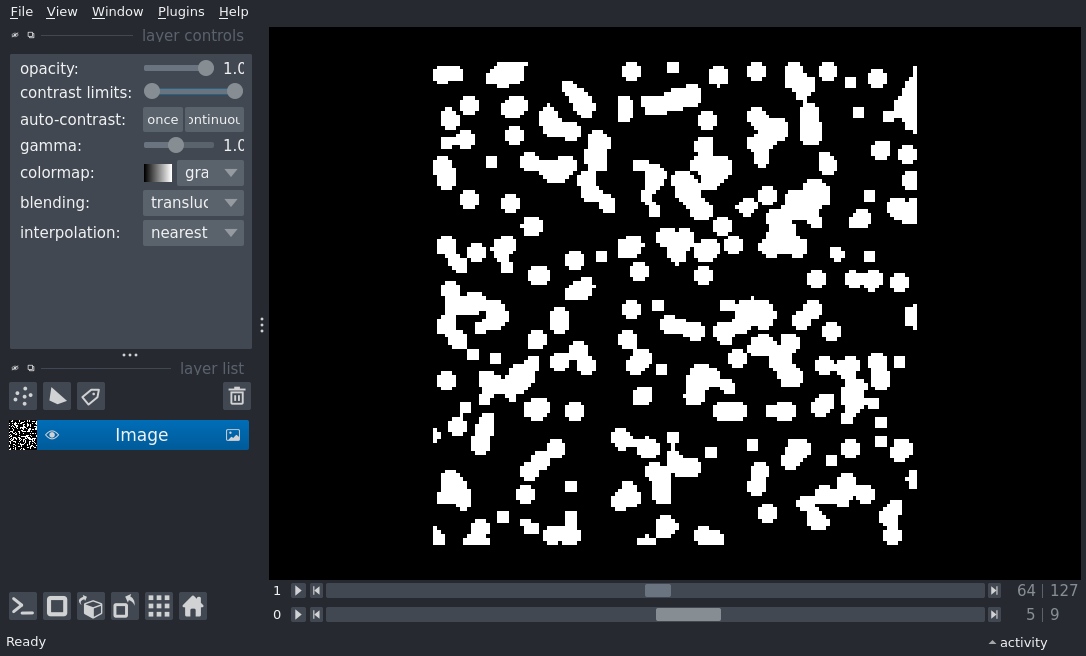 File View Window Plugins Help
layer controls
opacity: 1.0
contrast limits:
auto-contrast: once ontinuou
gamma: 1.0
colormap: gra
blending: transluc
interpolation: nearest
layer list
Image
1 64 | 127
0 5 | 9
Ready activity